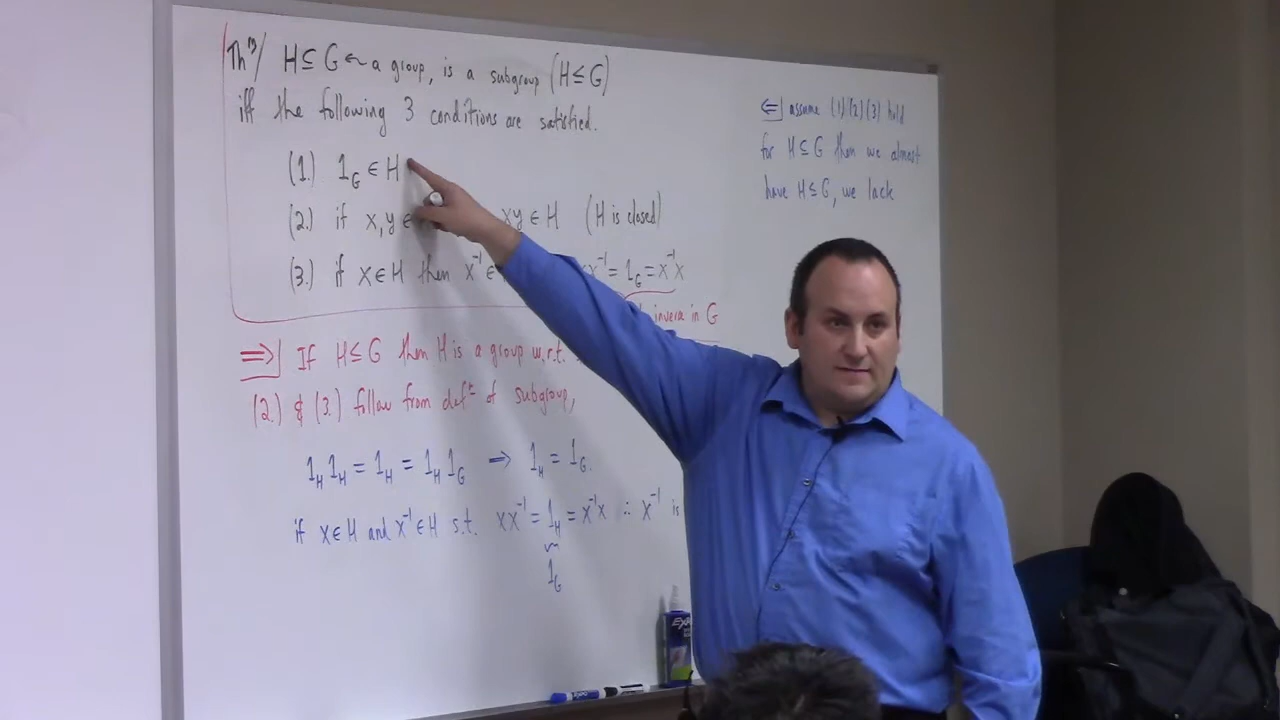 Thm/ H ⊆ G ← a group, is a subgroup (H ≤ G)
iff the following 3 conditions are satisfied.
(1.) 1_G ∈ H
(2.) if x, y ∈ xy ∈ H (H is closed)
(3.) if x ∈ H then x⁻¹ ∈ x⁻¹ = 1_G = x⁻¹x
inverse in G
⇒| If H ≤ G then H is a group w.r.t.
(2.) & (3.) follow from defn of subgroup,
1_H 1_H = 1_H = 1_H 1_G ⇒ 1_H = 1_G.
if x ∈ H and x⁻¹ ∈ H s.t. xx⁻¹ = 1_H = x⁻¹x ∴ x⁻¹ is
1_G
⇐| assume (1)(2)(3) hold
for H ⊆ G then we almost
have H ≤ G, we lack
EXPO